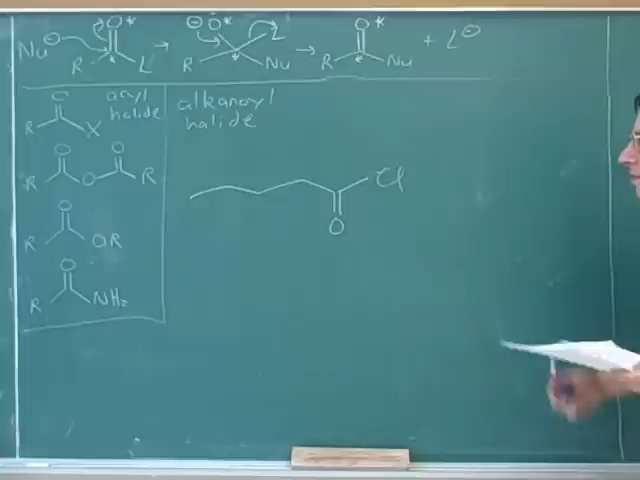 Nu⊖ O* R * L → ⊖ O* R * L Nu → O* R * Nu + L⊖
O R X acyl halide
alkanoyl halide
O O R O R
Cl
O
O R OR
O R NH₂